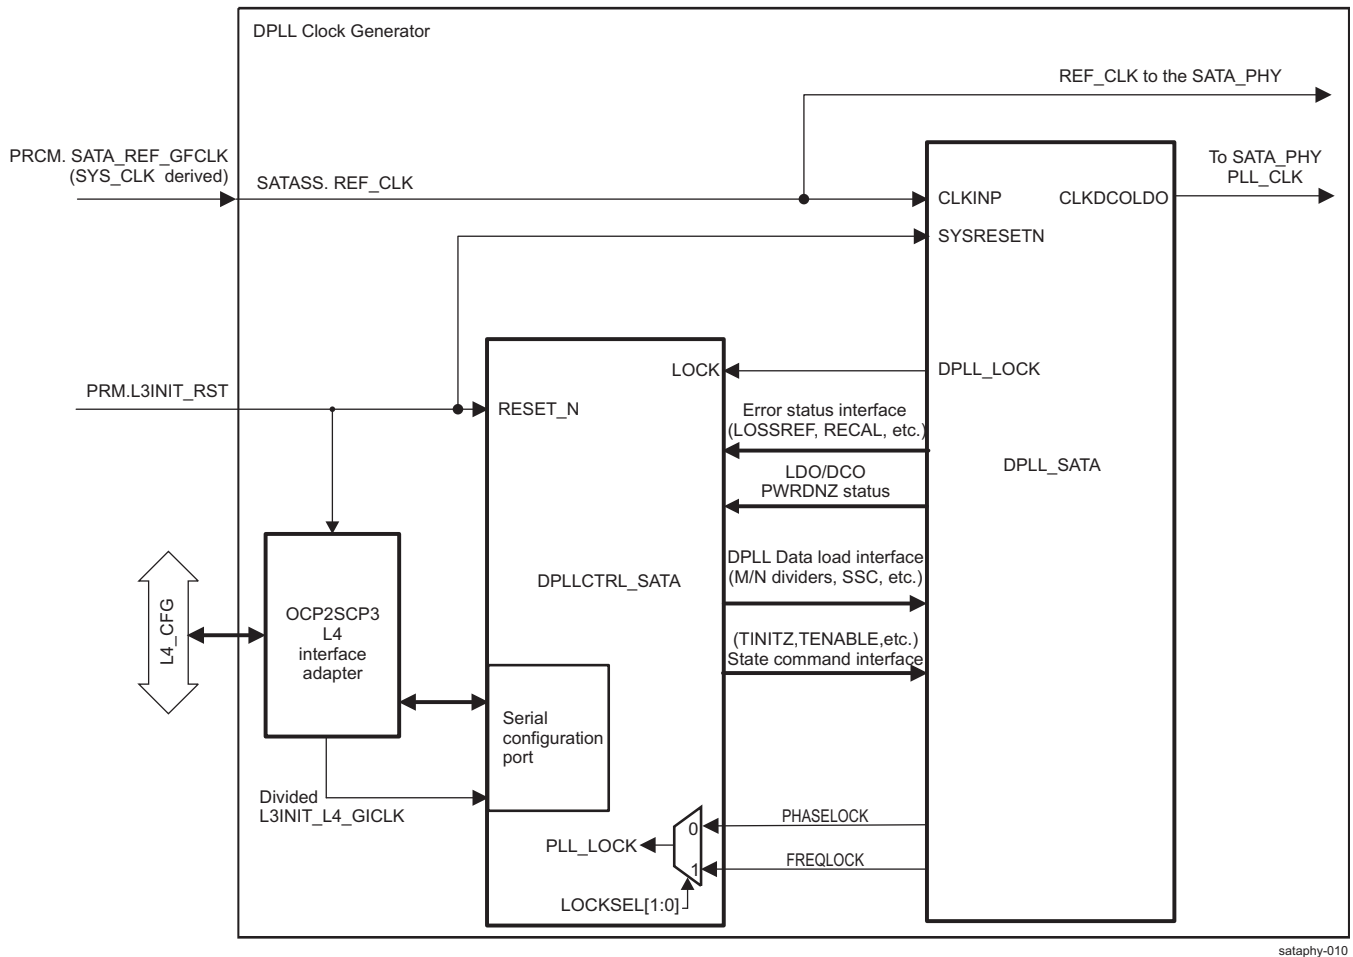 DPLL Clock Generator
REF_CLK to the SATA_PHY
PRCM. SATA_REF_GFCLK
(SYS_CLK derived)
SATASS. REF_CLK
To SATA_PHY
PLL_CLK
CLKINP
CLKDCOLDO
SYSRESETN
LOCK
DPLL_LOCK
PRM.L3INIT_RST
RESET_N
Error status interface
(LOSSREF, RECAL, etc.)
DPLL_SATA
LDO/DCO
PWRDNZ status
DPLL Data load interface
(M/N dividers, SSC, etc.)
DPLLCTRL_SATA
L4_CFG
OCP2SCP3
L4
interface
adapter
(TINITZ,TENABLE,etc.)
State command interface
Serial
configuration
port
Divided
L3INIT_L4_GICLK
PHASELOCK
0
PLL_LOCK
FREQLOCK
1
LOCKSEL[1:0]
sataphy-010